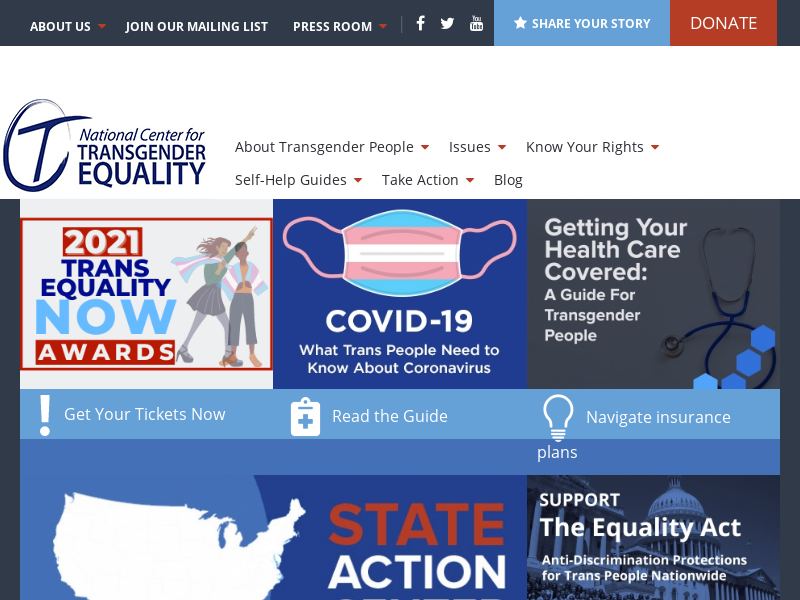 ABOUT US JOIN OUR MAILING LIST PRESS ROOM You Tube SHARE YOUR STORY DONATE
National Center for
TRANSGENDER
EQUALITY
About Transgender People Issues Know Your Rights
Self-Help Guides Take Action Blog
2021
TRANS
EQUALITY
NOW
AWARDS
COVID-19
What Trans People Need to
Know About Coronavirus
Getting Your
Health Care
Covered:
A Guide For
Transgender
People
Get Your Tickets Now
Read the Guide
Navigate insurance
plans
STATE
ACTION
SUPPORT
The Equality Act
Anti-Discrimination Protections
for Trans People Nationwide